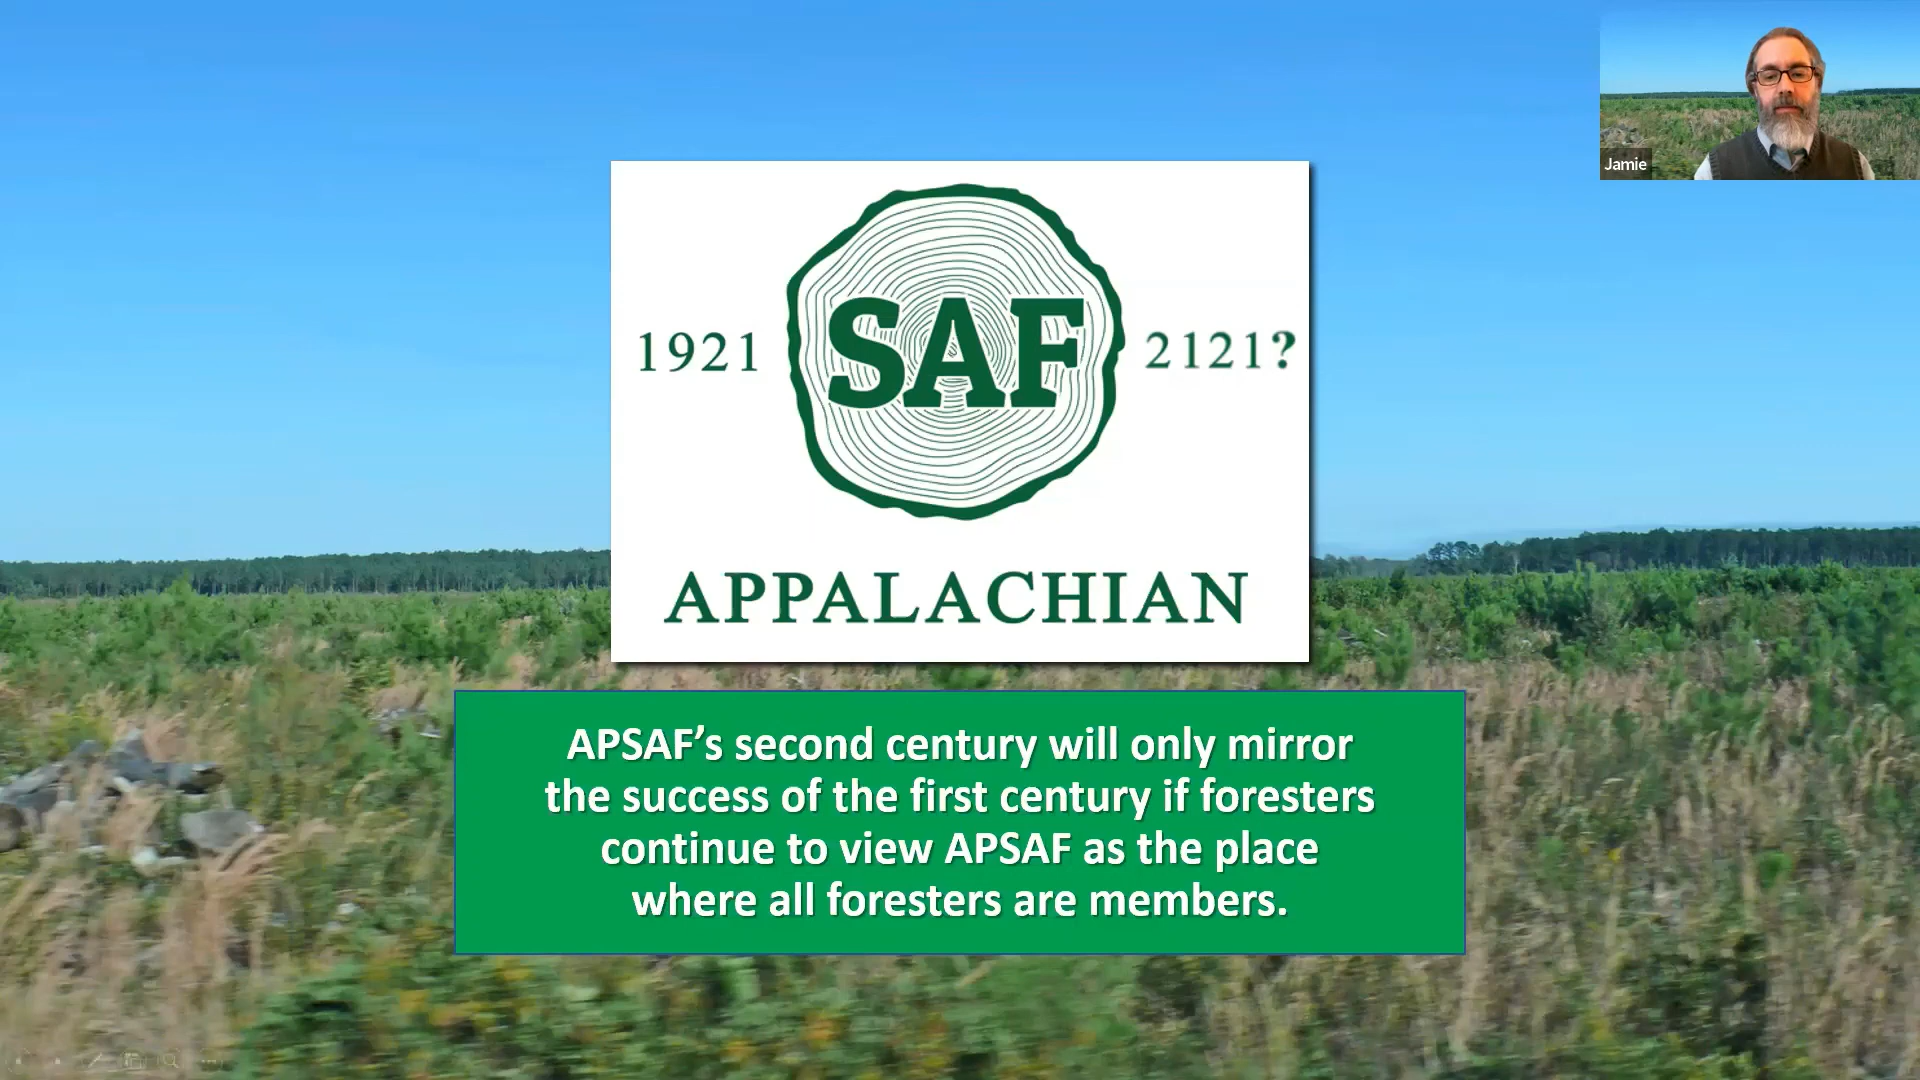 Jamie
SAF
1921
2121?
APPALACHIAN
APSAF's second century will only mirror
the success of the first century if foresters
continue to view APSAF as the place
where all foresters are members.